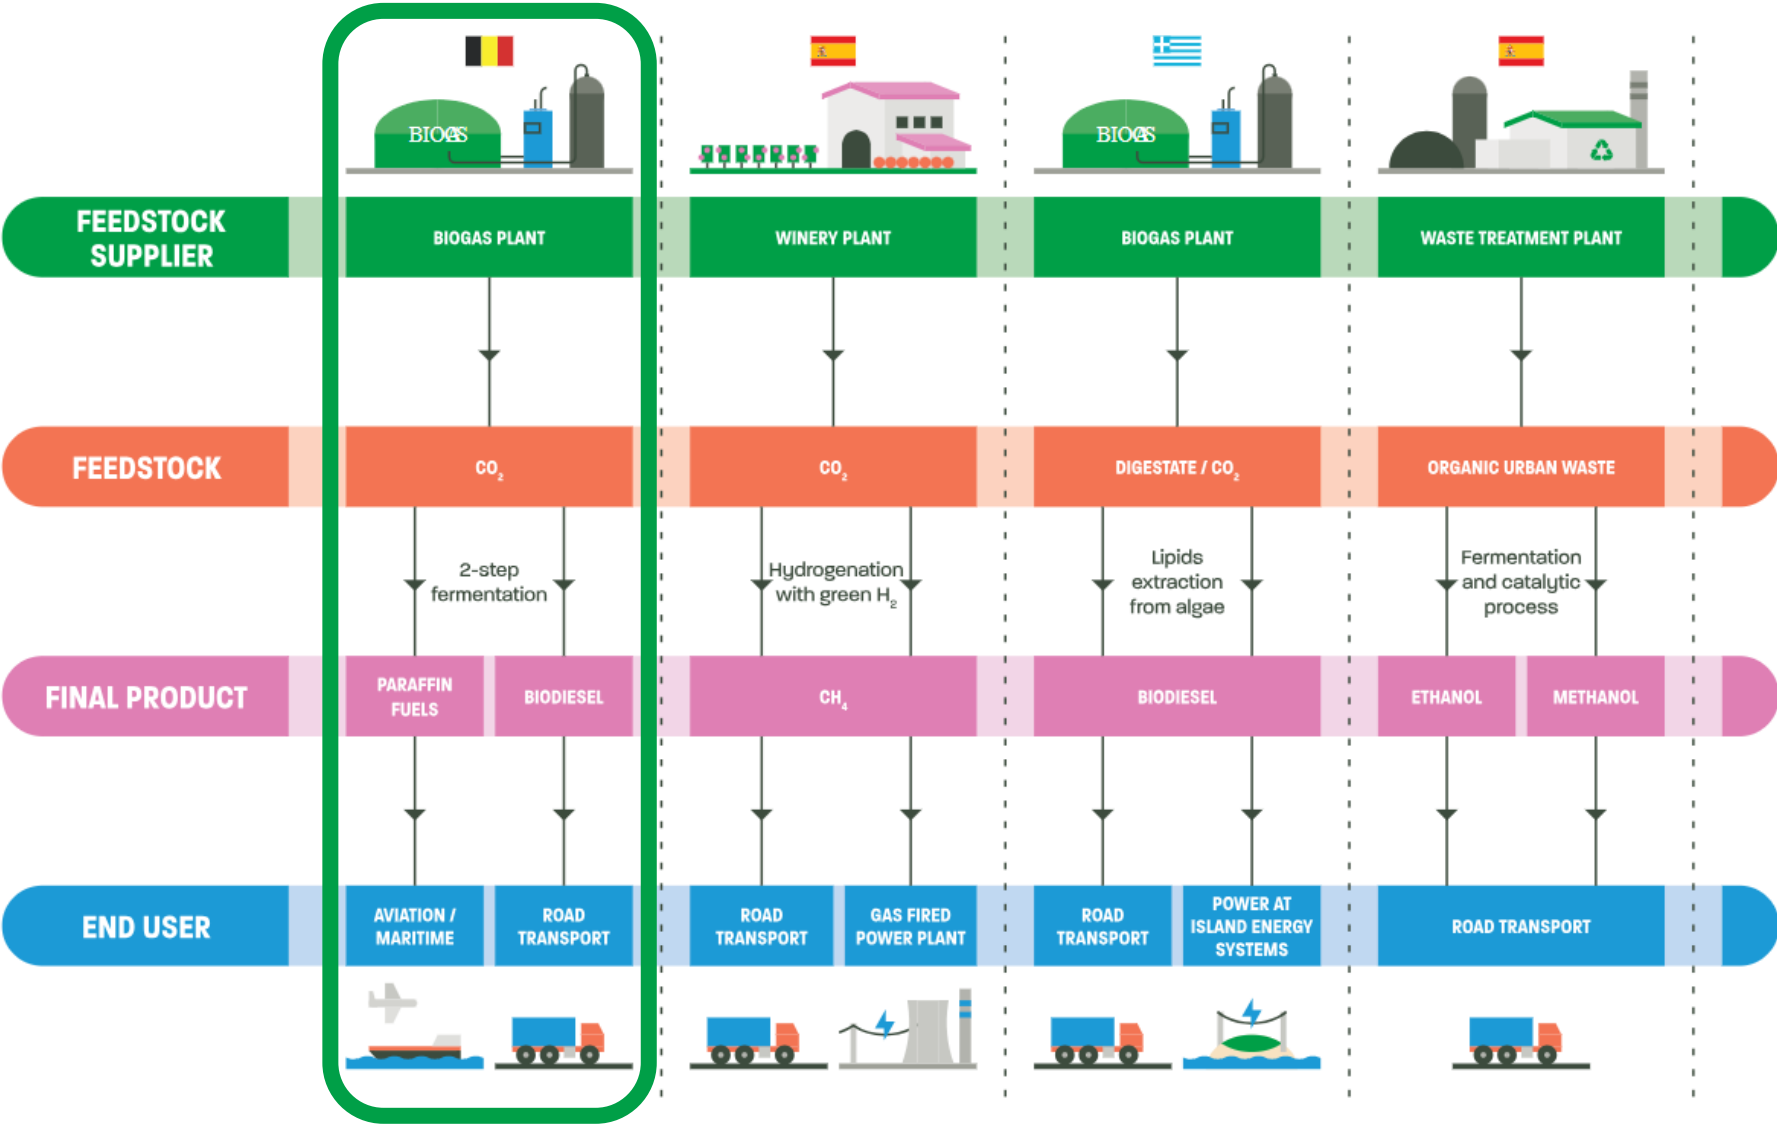 BIOGAS
BIOGAS
FEEDSTOCK
SUPPLIER
BIOGAS PLANT
WINERY PLANT
BIOGAS PLANT
WASTE TREATMENT PLANT
FEEDSTOCK
CO₂
CO₂
DIGESTATE / CO₂
ORGANIC URBAN WASTE
2-step
fermentation
Hydrogenation
with green H₂
Lipids
extraction
from algae
Fermentation
and catalytic
process
FINAL PRODUCT
PARAFFIN
FUELS
BIODIESEL
CH₄
BIODIESEL
ETHANOL
METHANOL
END USER
AVIATION /
MARITIME
ROAD
TRANSPORT
ROAD
TRANSPORT
GAS FIRED
POWER PLANT
ROAD
TRANSPORT
POWER AT
ISLAND ENERGY
SYSTEMS
ROAD TRANSPORT